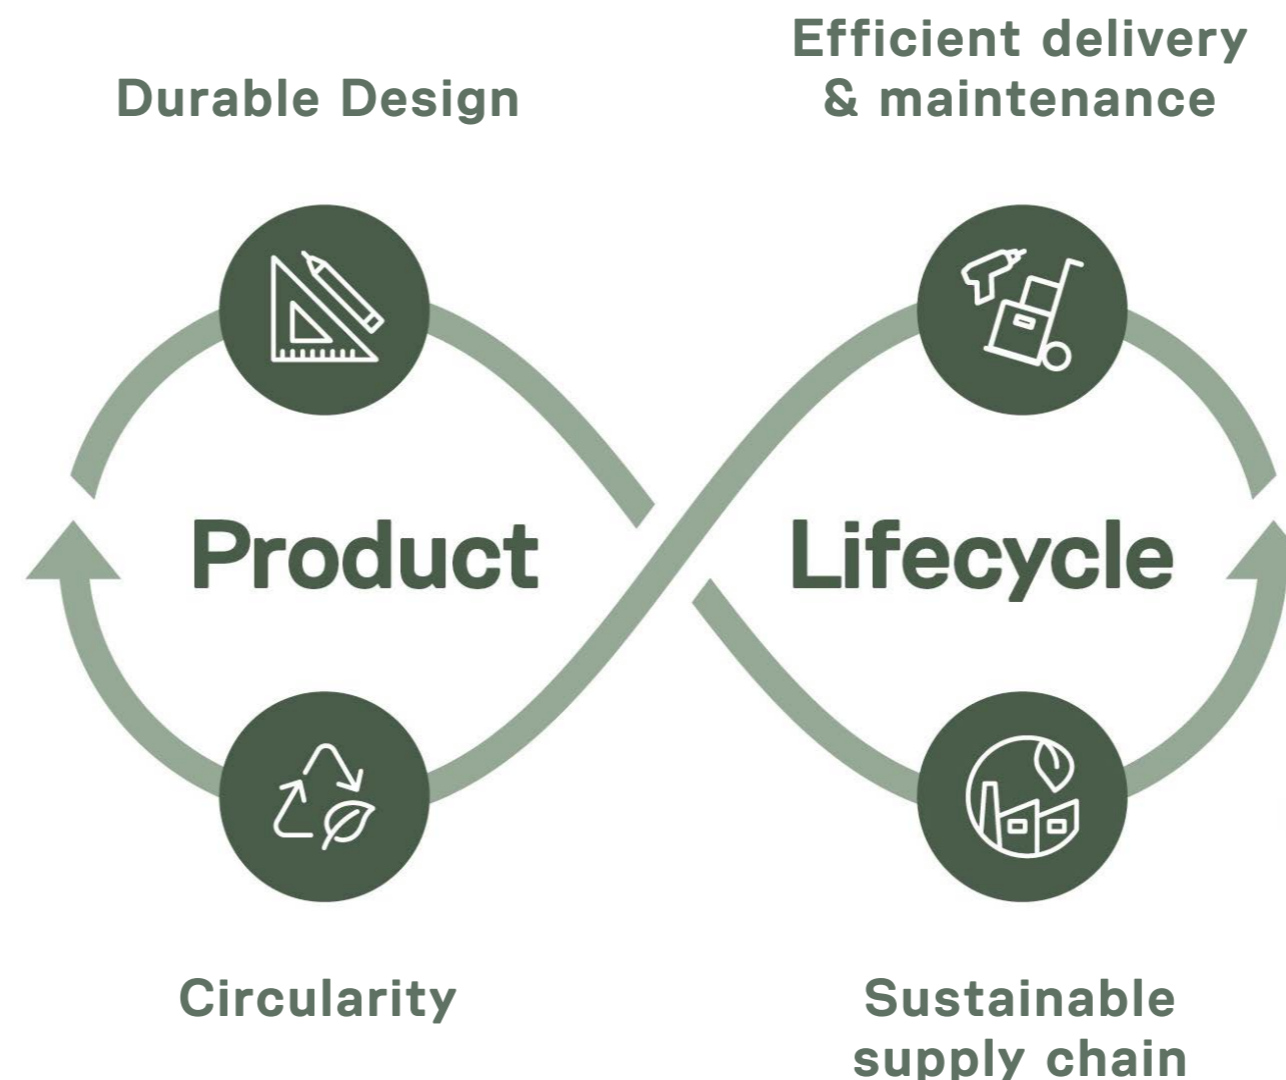 Durable Design
Efficient delivery
& maintenance
Product
Lifecycle
Circularity
Sustainable
supply chain